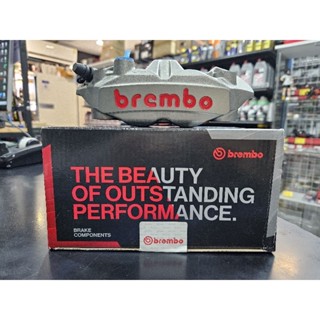 brembo
brembo
THE BEAUTY
OF OUTSTANDING
PERFORMANCE.
BRAKE
COMPONENTS
brembo